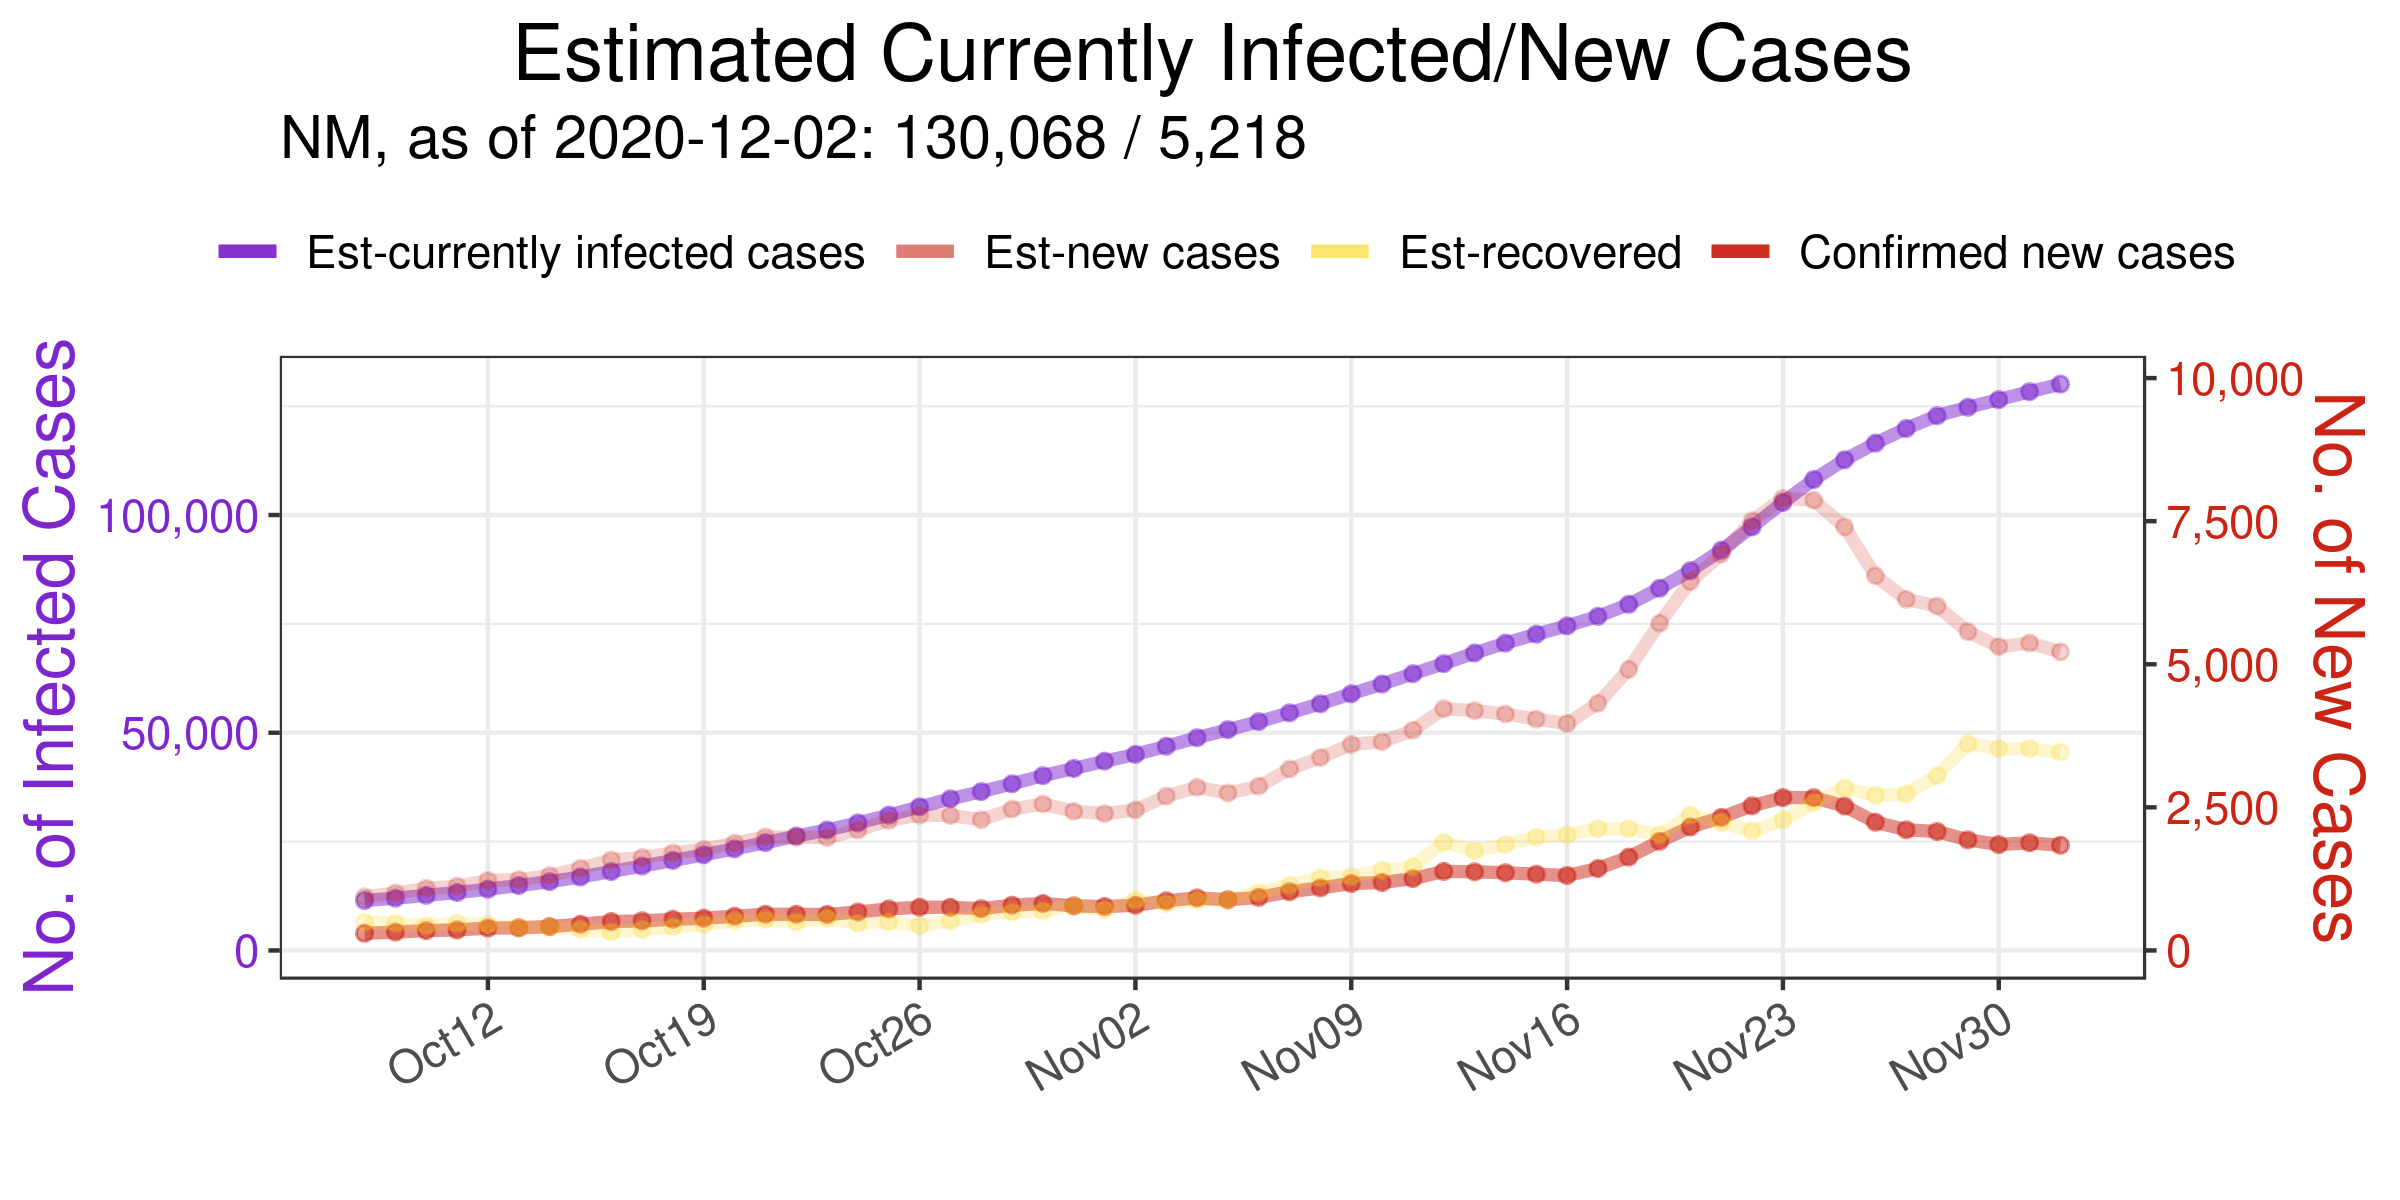 Estimated Currently Infected/New Cases
NM, as of 2020-12-02: 130,068 / 5,218
Est-currently infected cases Est-new cases Est-recovered Confirmed new cases
No. of Infected Cases
100,000
50,000
0
10,000
7,500
5,000
2,500
0
No. of New Cases
Oct12 Oct19 Oct26 Nov02 Nov09 Nov16 Nov23 Nov30